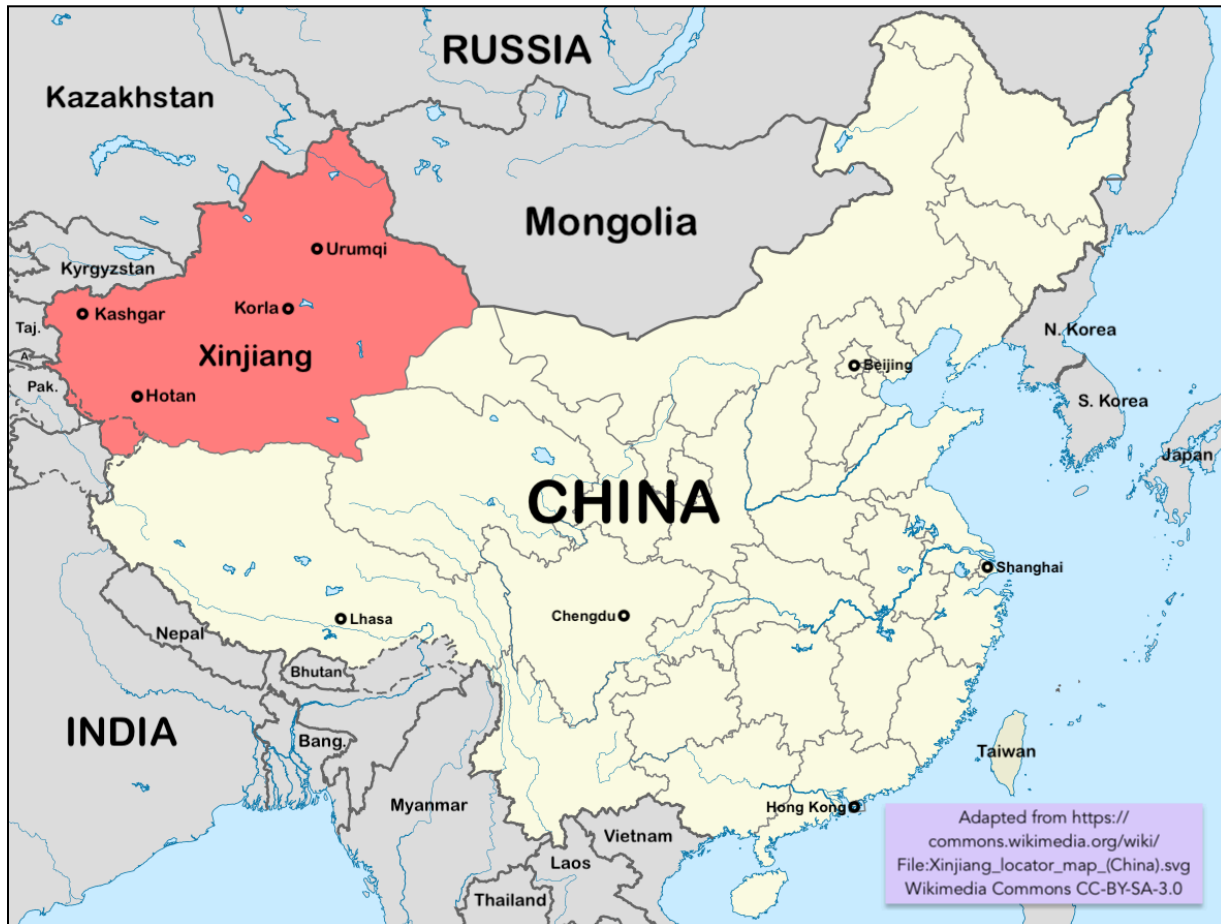 RUSSIA
Kazakhstan
Mongolia
Urumqi
Kyrgyzstan
Korla
Kashgar
Taj.
Xinjiang
N. Korea
A.
Beijing
Pak.
Hotan
S. Korea
Japan
CHINA
Shanghai
Chengdu
Lhasa
Nepal
Bhutan
INDIA
Bang.
Taiwan
Myanmar
Hong Kong
Vietnam
Laos
Thailand
Adapted from https://
commons.wikimedia.org/wiki/
File:Xinjiang_locator_map_(China).svg
Wikimedia Commons CC-BY-SA-3.0